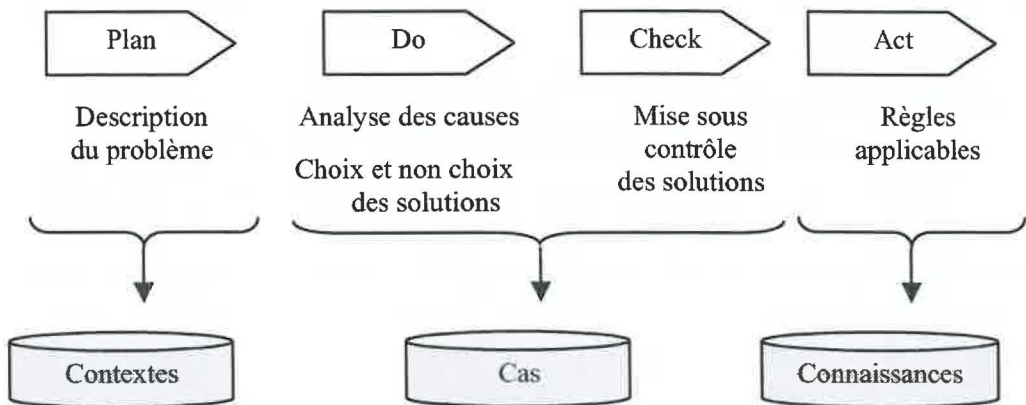 Plan
Do
Check
Act
Description
du problème
Analyse des causes
Choix et non choix
des solutions
Mise sous
contrôle
des solutions
Règles
applicables
Contextes
Cas
Connaissances